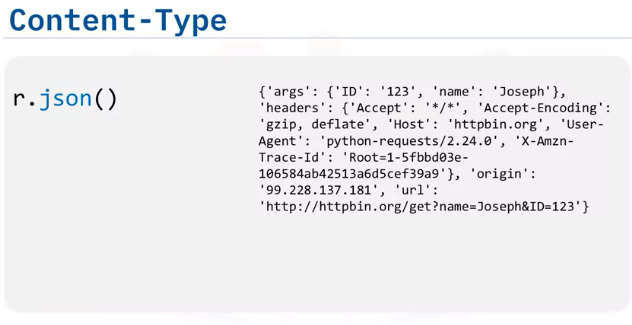 Content-Type
r.json()
{'args': {'ID': '123', 'name': 'Joseph'},
'headers': {'Accept': '*/*', 'Accept-Encoding':
'gzip, deflate', 'Host': 'httpbin.org', 'User-
Agent': 'python-requests/2.24.0', 'X-Amzn-
Trace-Id': 'Root=1-5fbbd03e-
106584ab42513a6d5cef39a9'}, 'origin':
'99.228.137.181', 'url':
'http://httpbin.org/get?name=Joseph&ID=123'}